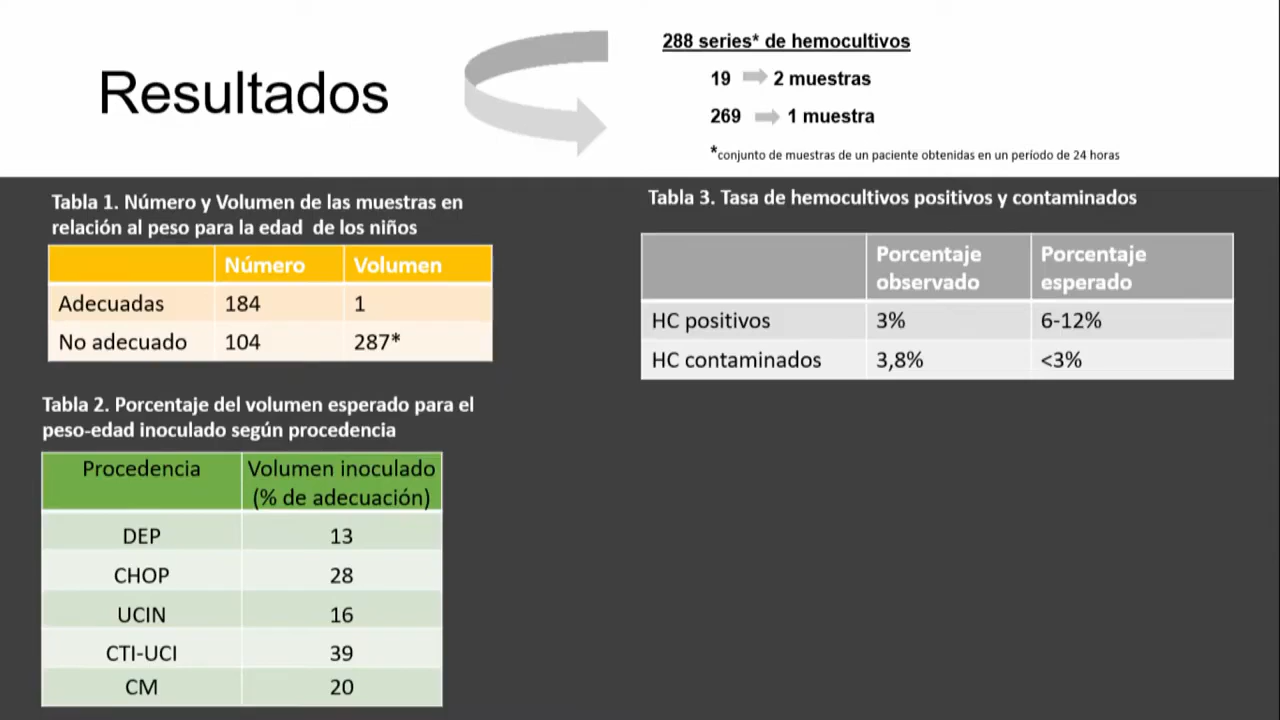 Resultados
288 series* de hemocultivos
19 2 muestras
269 1 muestra
*conjunto de muestras de un paciente obtenidas en un período de 24 horas
Tabla 1. Número y Volumen de las muestras en
relación al peso para la edad de los niños
Número Volumen
Adecuadas 184 1
No adecuado 104 287*
Tabla 2. Porcentaje del volumen esperado para el
peso-edad inoculado según procedencia
Procedencia Volumen inoculado
(% de adecuación)
DEP 13
CHOP 28
UCIN 16
CTI-UCI 39
CM 20
Tabla 3. Tasa de hemocultivos positivos y contaminados
Porcentaje Porcentaje
observado esperado
HC positivos 3% 6-12%
HC contaminados 3,8% <3%